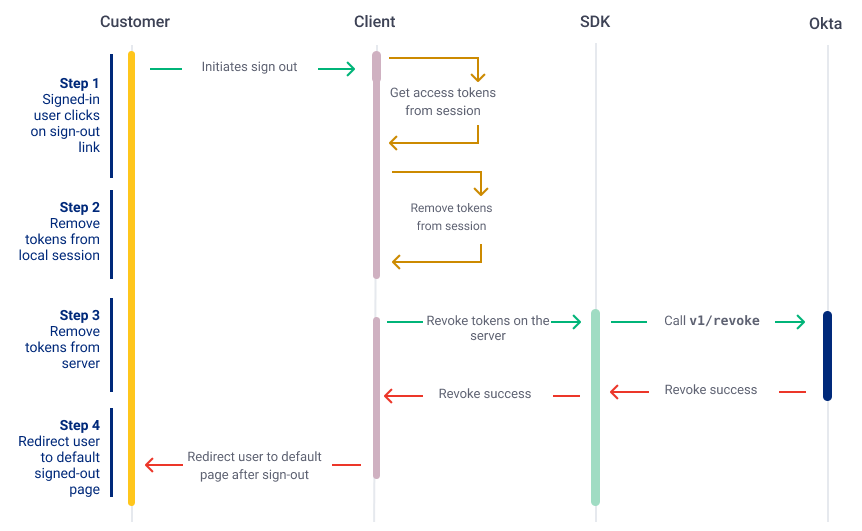 Customer
Client
SDK
Okta
Step 1
Signed-in
user clicks
on sign-out
link
Initiates sign out
Get access tokens
from session
Step 2
Remove
tokens from
local session
Remove tokens
from session
Step 3
Remove
tokens from
server
Revoke tokens on the
server
Call v1/revoke
Revoke success
Revoke success
Step 4
Redirect user
to default
signed-out
page
Redirect user to default
page after sign-out